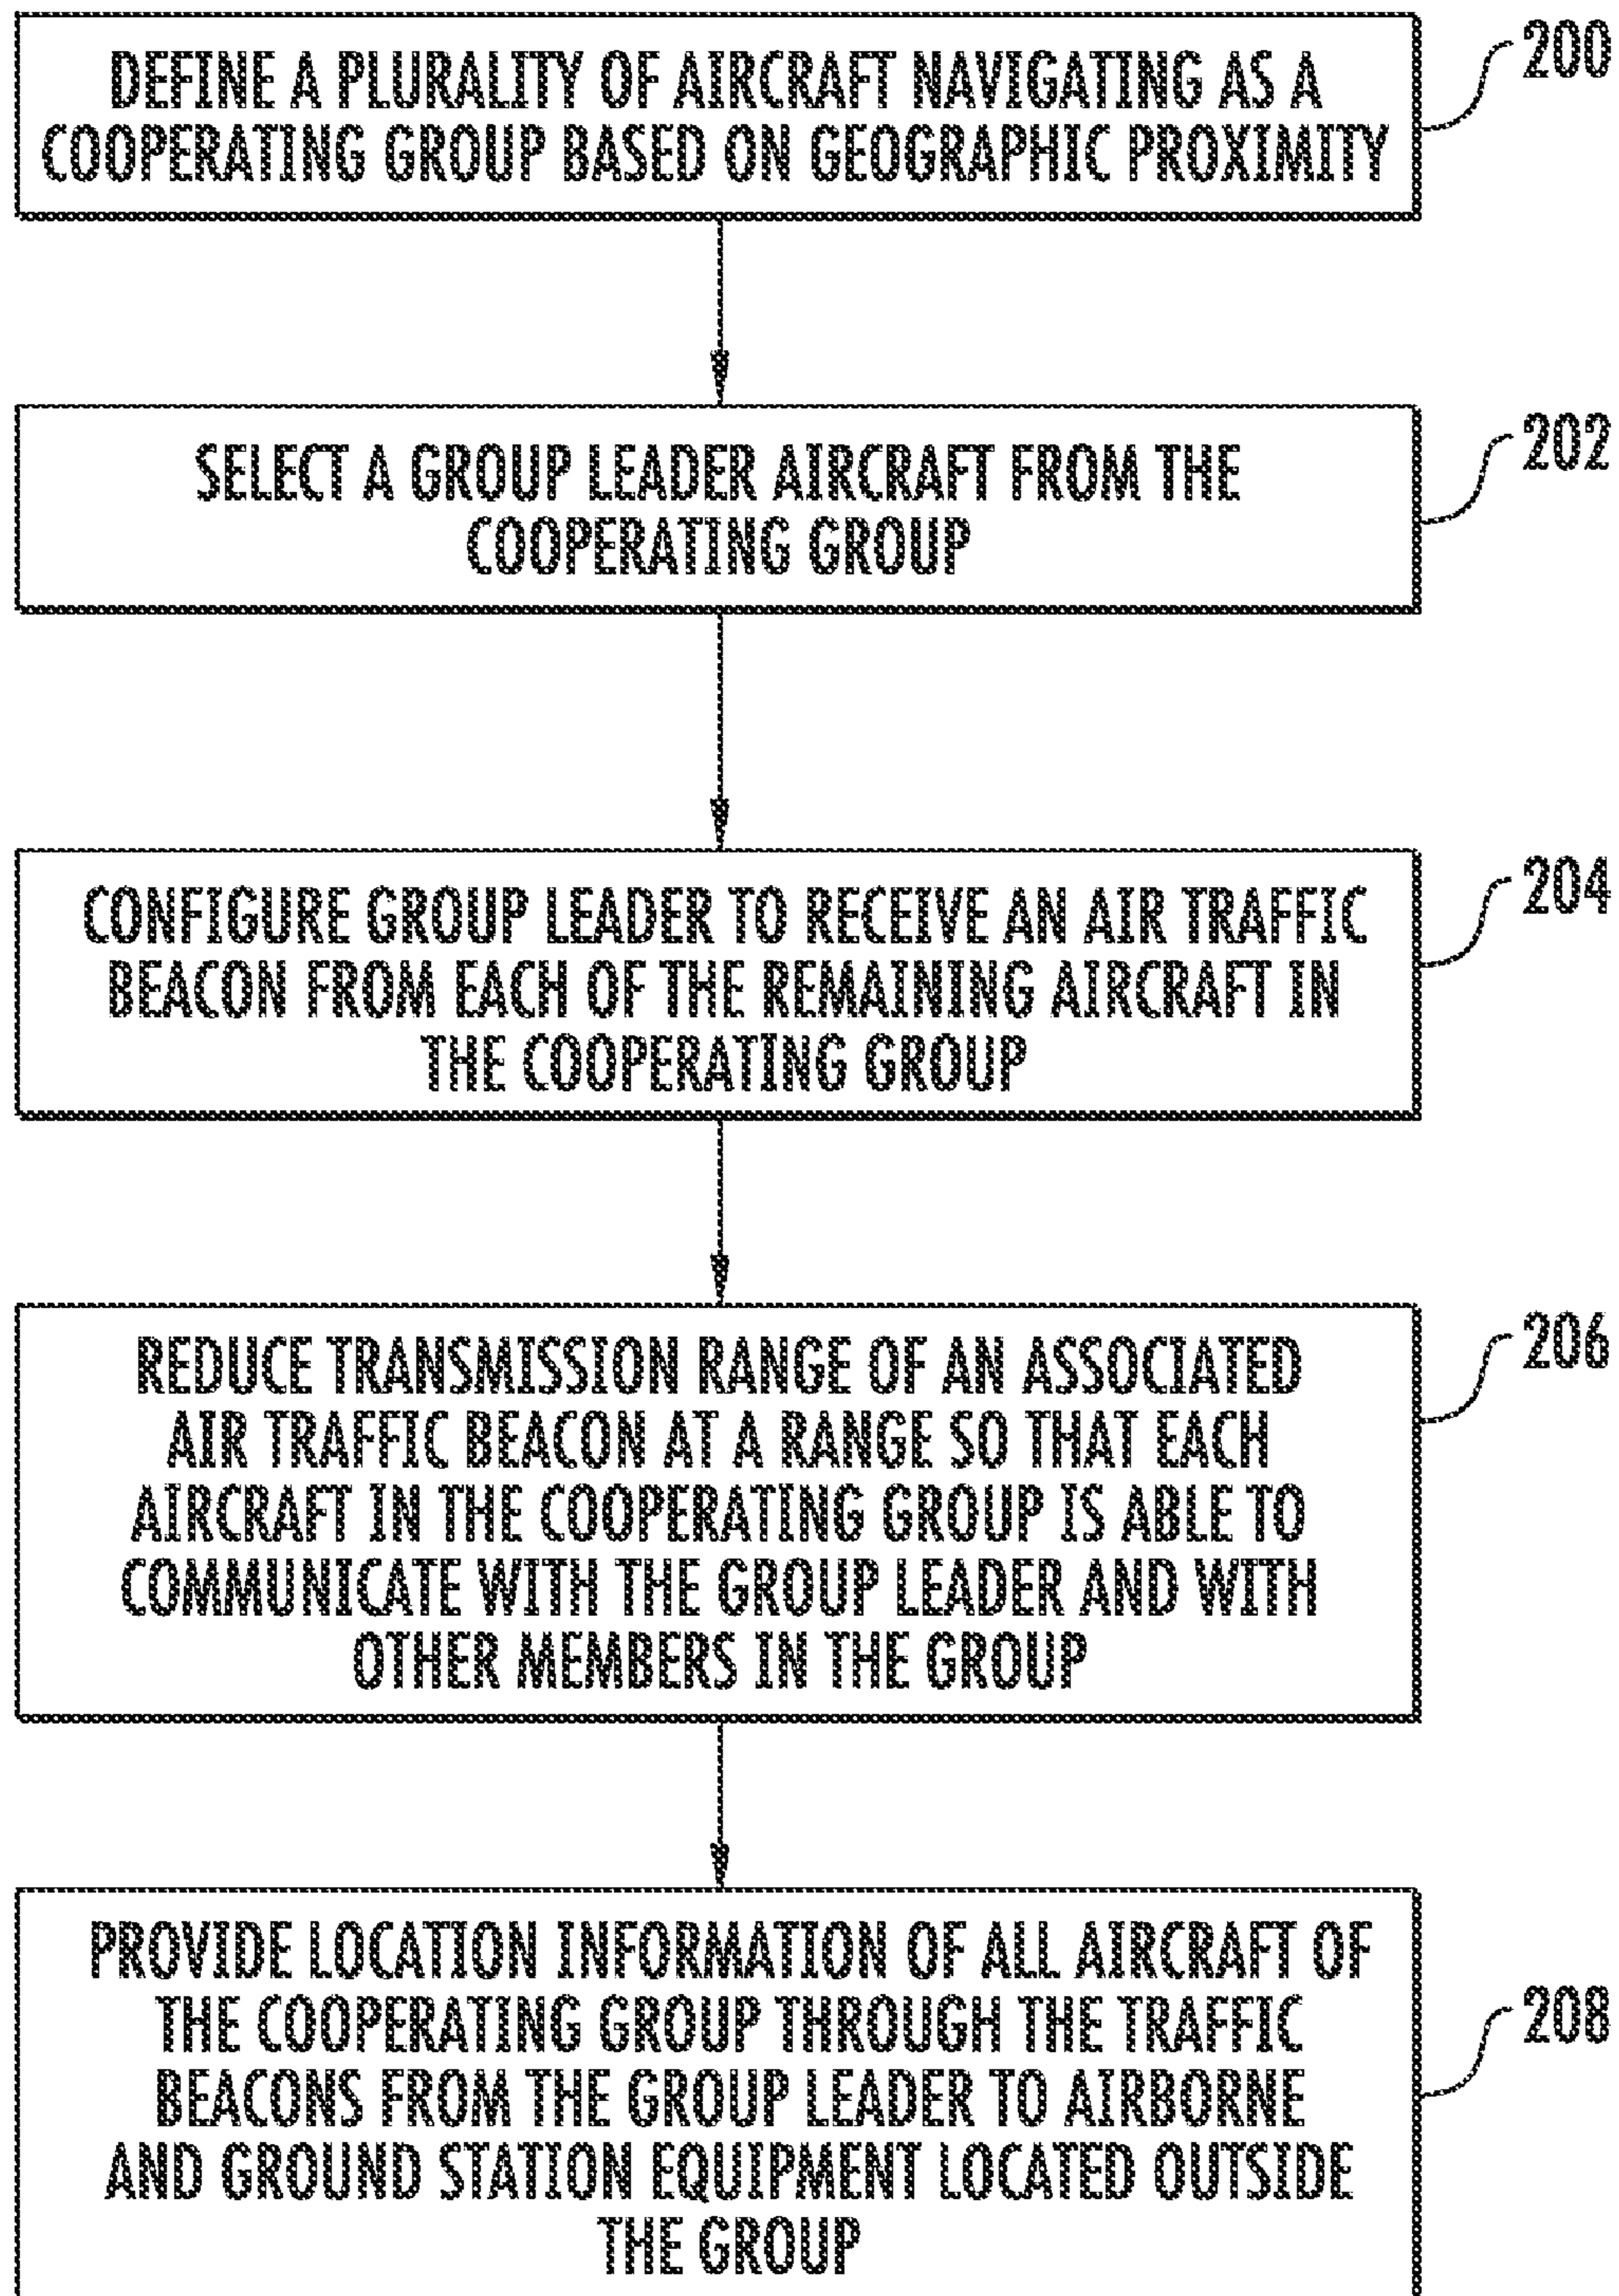 DEFINE A PLURALITY OF AIRCRAFT NAVIGATING AS A
COOPERATING GROUP BASED ON GEOGRAPHIC PROXIMITY
200
SELECT A GROUP LEADER AIRCRAFT FROM THE
COOPERATING GROUP
202
CONFIGURE GROUP LEADER TO RECEIVE AN AIR TRAFFIC
BEACON FROM EACH OF THE REMAINING AIRCRAFT IN
THE COOPERATING GROUP
204
REDUCE TRANSMISSION RANGE OF AN ASSOCIATED
AIR TRAFFIC BEACON AT A RANGE SO THAT EACH
AIRCRAFT IN THE COOPERATING GROUP IS ABLE TO
COMMUNICATE WITH THE GROUP LEADER AND WITH
OTHER MEMBERS IN THE GROUP
206
PROVIDE LOCATION INFORMATION OF ALL AIRCRAFT OF
THE COOPERATING GROUP THROUGH THE TRAFFIC
BEACONS FROM THE GROUP LEADER TO AIRBORNE
AND GROUND STATION EQUIPMENT LOCATED OUTSIDE
THE GROUP
208